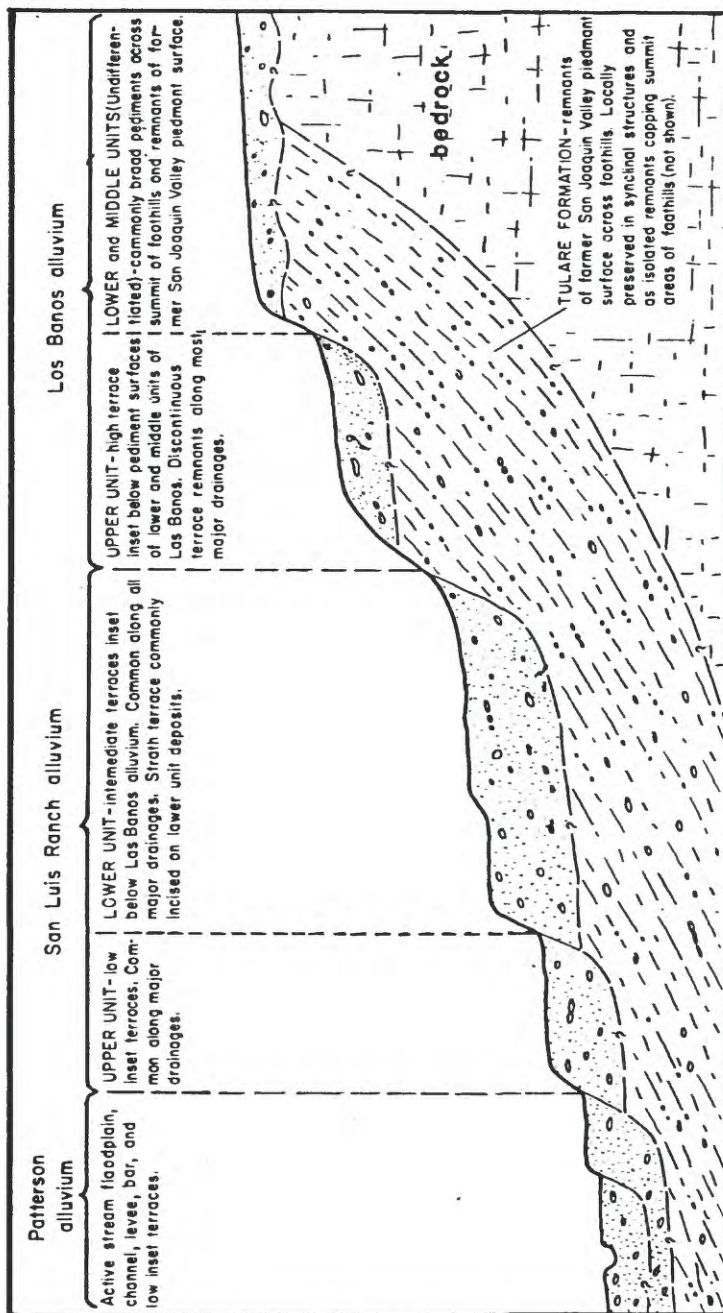 Patterson
alluvium
San Luis Ranch alluvium
Los Banos alluvium
Active stream floodplain,
channel, levee, bar, and
low inset terraces.
UPPER UNIT-low
inset terraces. Com-
mon along major
drainages.
LOWER UNIT-intemediate terraces inset
below Los Banos alluvium. Common along all
major drainages. Strath terrace commonly
incised on lower unit deposits.
UPPER UNIT-high terrace
inset below pediment surfaces
of lower and middle units of
Los Banos. Discontinuous
terrace remnants along most
major drainages.
LOWER and MIDDLE UNITS(Undifferen-
tiated)-commonly broad pediments across
summit of foothills and remnants of for-
mer San Joaquin Valley piedmont surface.
bedrock
TULARE FORMATION-remnants
of farmer San Joaquin Valley piedmant
surface across foothills. Locally
preserved in synclinal structures and
as isolated remnants capping summit
areas of foothills (not shown).
?
?
?
?
?
?
?
?